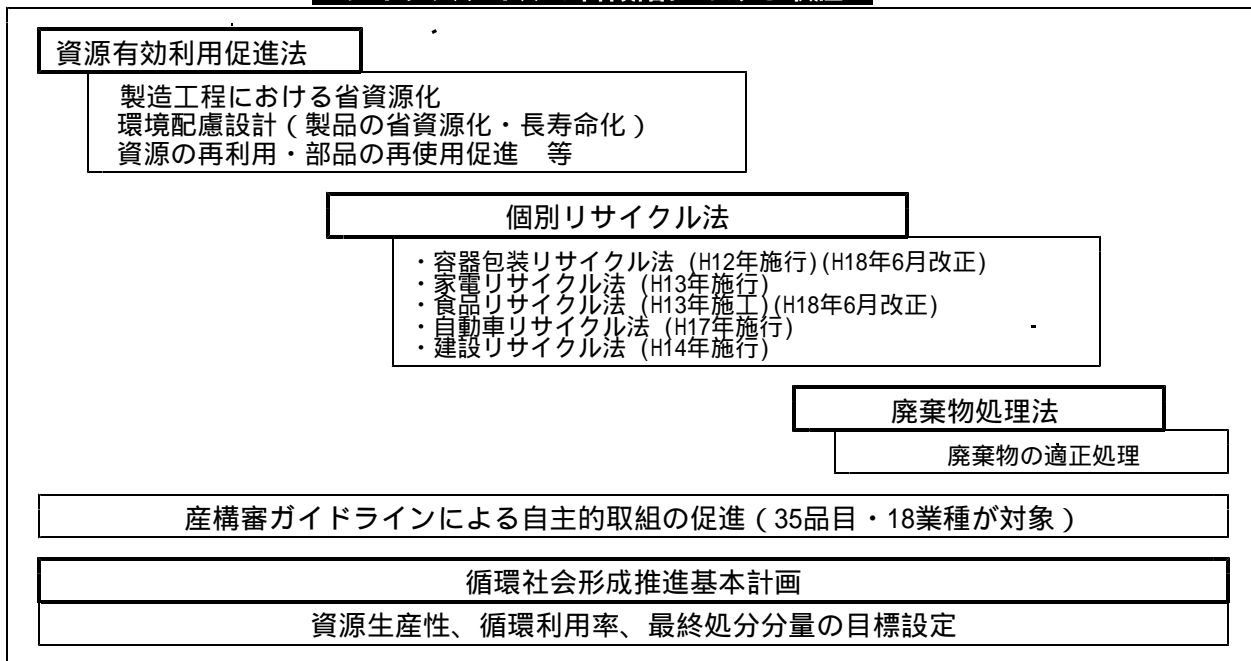 資源有効利用促進法
製造工程における省資源化
環境配慮設計（製品の省資源化・長寿命化）
資源の再利用・部品の再使用促進　等
個別リサイクル法
・容器包装リサイクル法 (H12年施行)(H18年6月改正)
・家電リサイクル法 (H13年施行)
・食品リサイクル法 (H13年施工)(H18年6月改正)
・自動車リサイクル法 (H17年施行)
・建設リサイクル法 (H14年施行)
廃棄物処理法
廃棄物の適正処理
産構審ガイドラインによる自主的取組の促進（35品目・18業種が対象）
循環社会形成推進基本計画
資源生産性、循環利用率、最終処分分量の目標設定